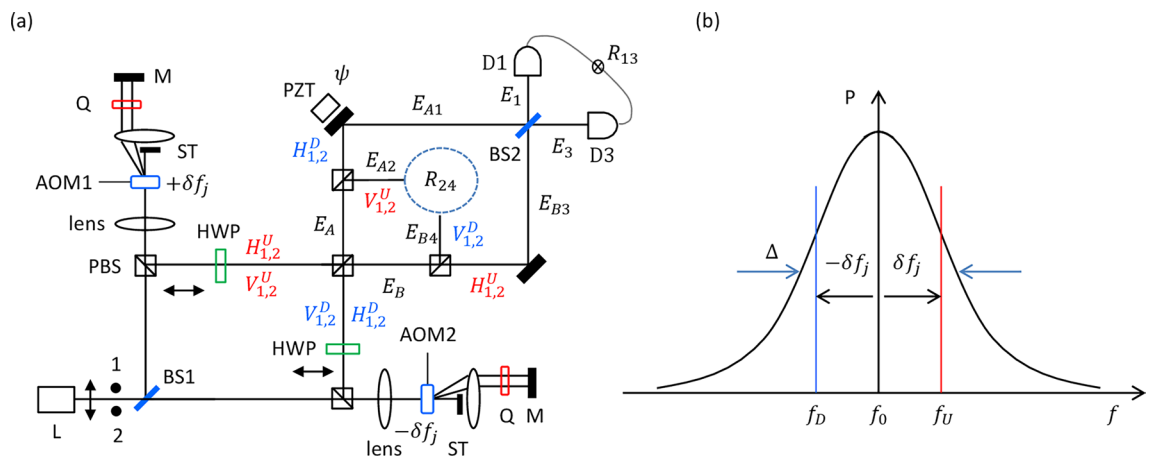 (a)
(b)
M
Q
ST
AOM1
+δf_j
lens
PBS
HWP
H^U_{1,2}
V^U_{1,2}
PZT
ψ
E_{A1}
D1
R_{13}
E_1
E_3
D3
BS2
H^D_{1,2}
E_{A2}
V^U_{1,2}
R_{24}
E_A
E_{B4}
V^D_{1,2}
E_{B3}
E_B
H^U_{1,2}
V^D_{1,2} H^D_{1,2}
HWP
AOM2
1
2
BS1
L
lens
−δf_j
ST
Q
M
P
Δ
−δf_j
δf_j
f_D
f_0
f_U
f